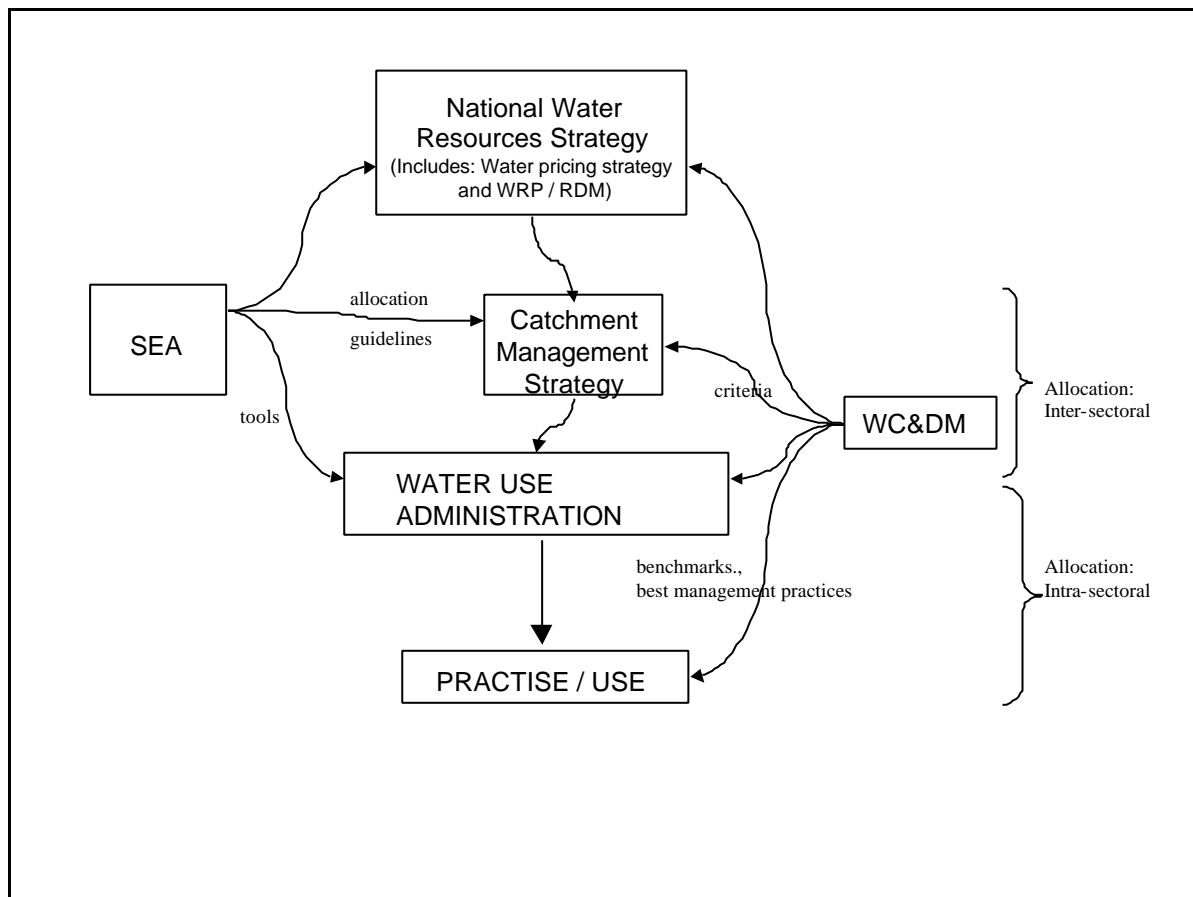 National Water
Resources Strategy
(Includes: Water pricing strategy
and WRP / RDM)
SEA
allocation
guidelines
Catchment
Management
Strategy
criteria
WC&DM
Allocation:
Inter-sectoral
tools
WATER USE
ADMINISTRATION
benchmarks.,
best management practices
Allocation:
Intra-sectoral
PRACTISE / USE